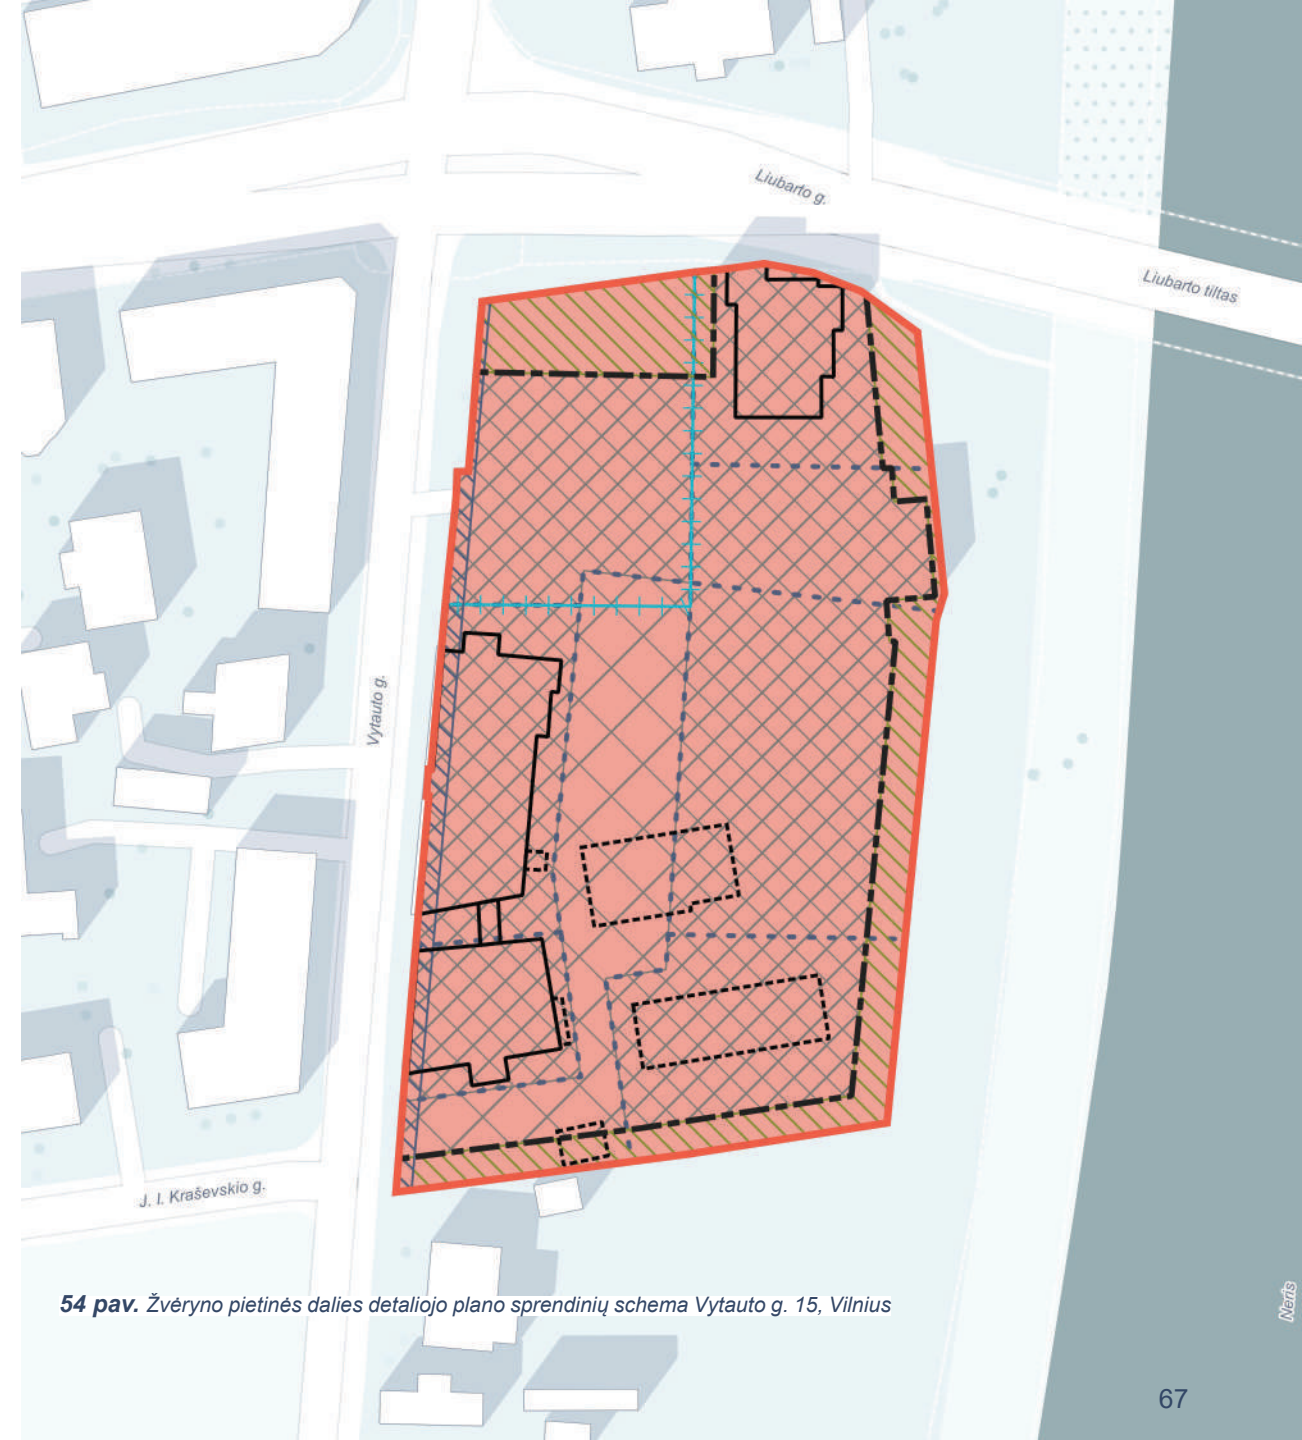 Liubarto g.
Liubarto tiltas
Vytauto g.
J. I. Kraševskio g.
Neris
54 pav. Žvėryno pietinės dalies detaliojo plano sprendinių schema Vytauto g. 15, Vilnius
67